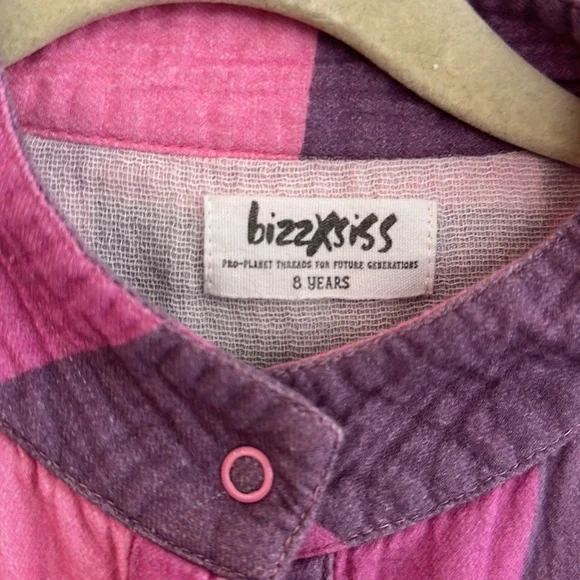 bizzXsiss
PRO-PLANET THREADS FOR FUTURE GENERATIONS
8 YEARS